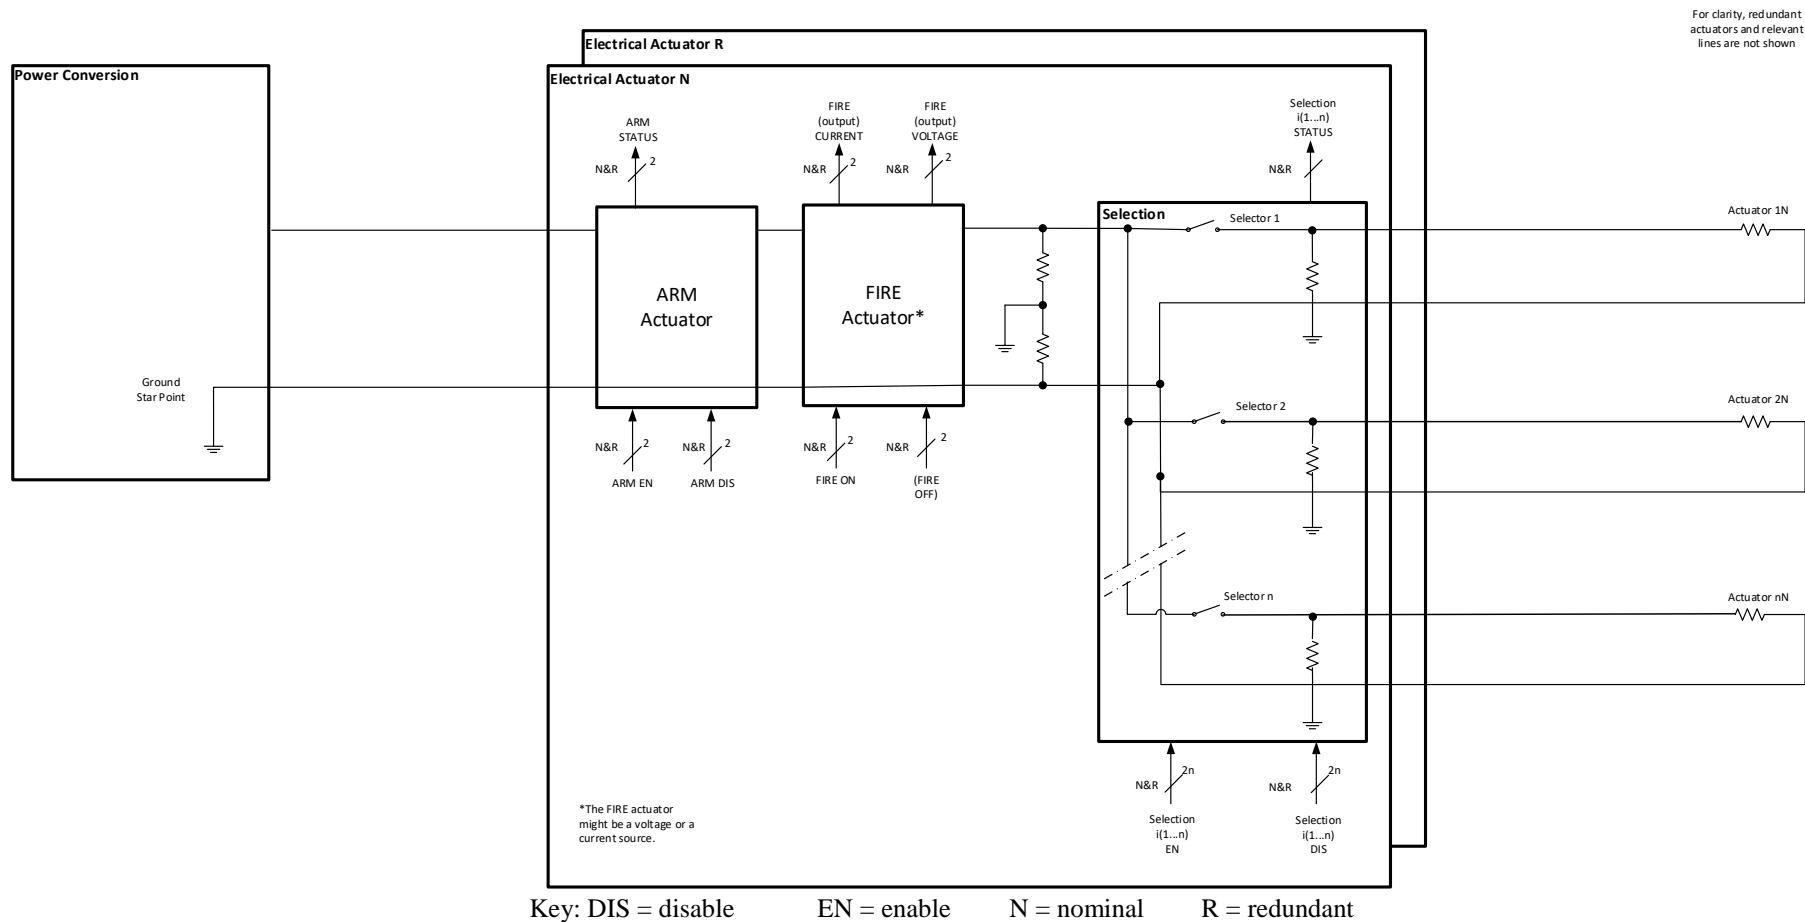 For clarity, redundant
actuators and relevant
lines are not shown
Electrical Actuator R
Power Conversion
Electrical Actuator N
ARM
STATUS
N&R
2
FIRE
(output)
CURRENT
N&R
2
FIRE
(output)
VOLTAGE
N&R
2
Selection
i(1...n)
STATUS
N&R
ARM
Actuator
FIRE
Actuator*
Selection
Selector 1
Actuator 1N
Ground
Star Point
Selector 2
Actuator 2N
N&R
2
ARM EN
N&R
2
ARM DIS
N&R
2
FIRE ON
N&R
2
(FIRE
OFF)
Selector n
Actuator nN
N&R
2n
Selection
i(1...n)
EN
N&R
2n
Selection
i(1...n)
DIS
*The FIRE actuator
might be a voltage or a
current source.
Key: DIS = disable EN = enable N = nominal R = redundant